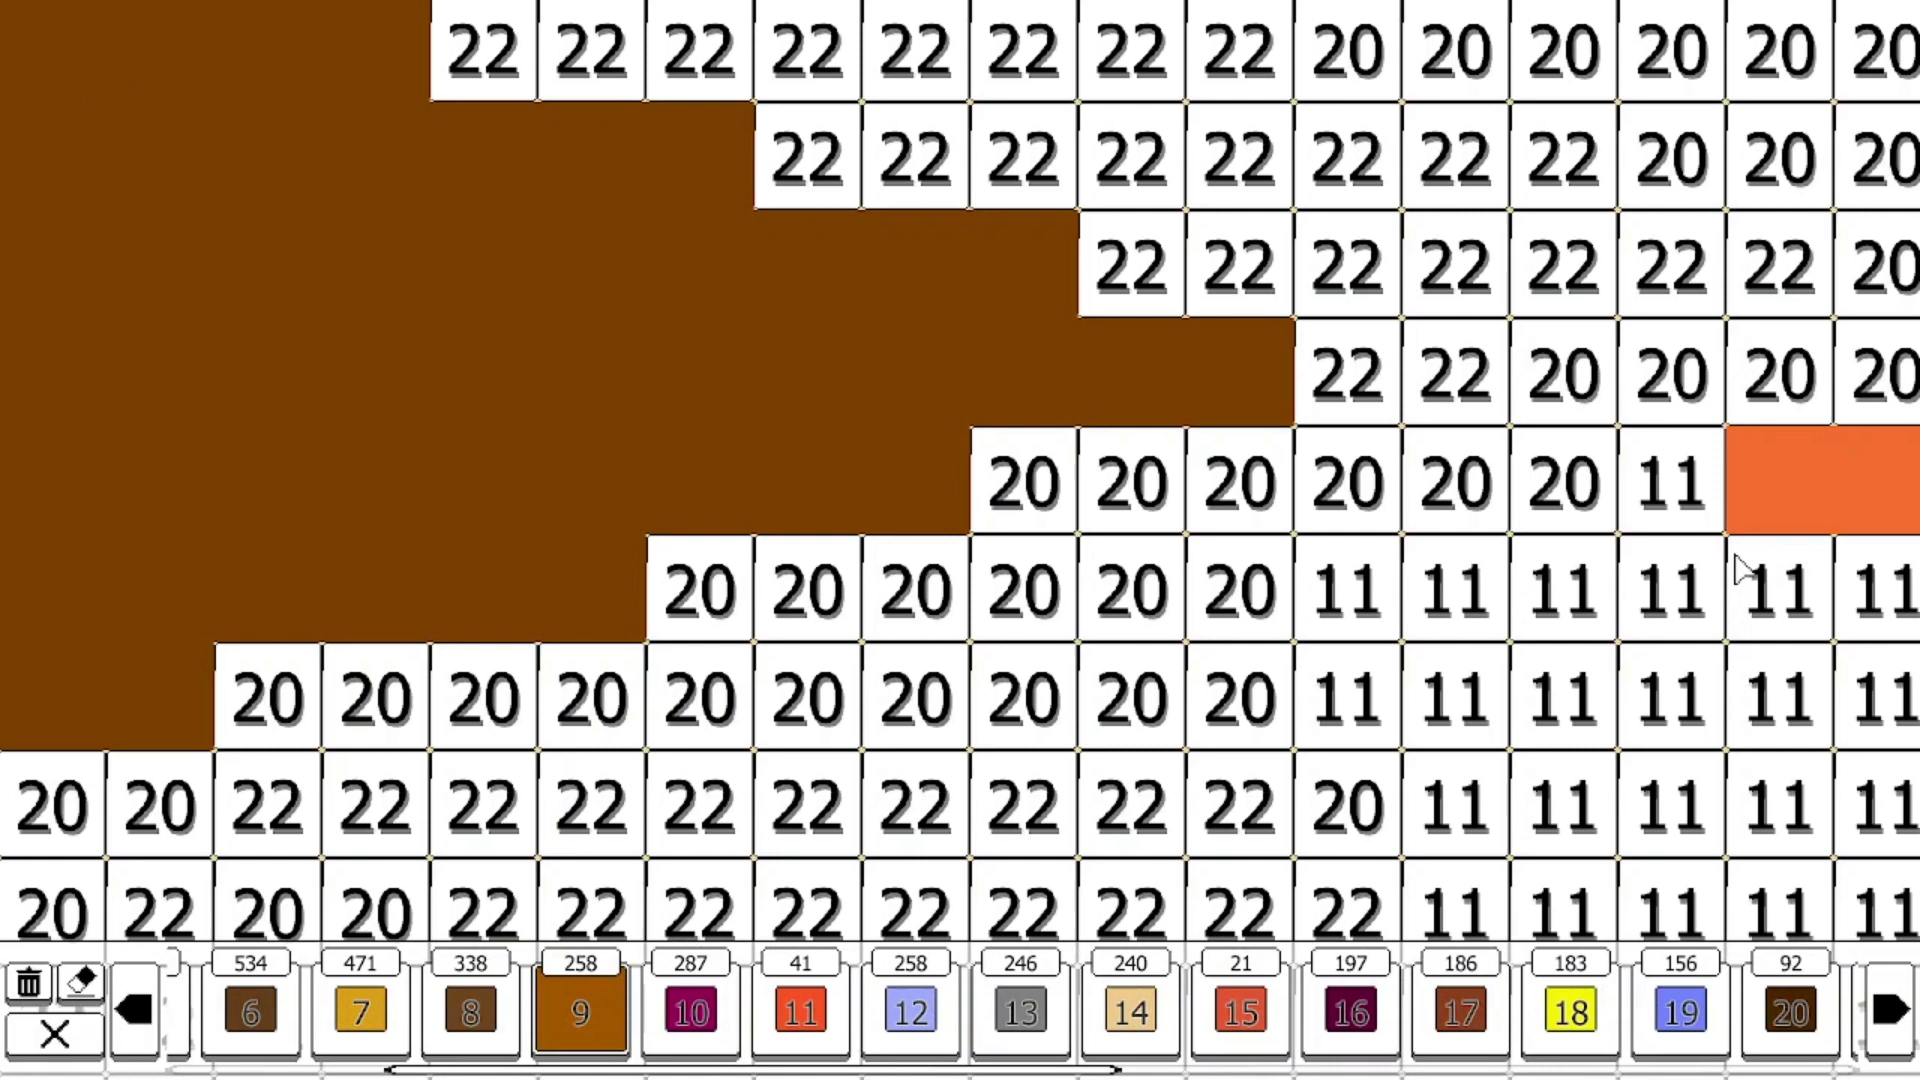 22 22 22 22 22 22 22 22 20 20 20 20 20 20
22 22 22 22 22 22 22 22 20 20 20
22 22 22 22 22 22 22 20
22 22 20 20 20 20
20 20 20 20 20 20 11
20 20 20 20 20 20 11 11 11 11 11 11
20 20 20 20 20 20 20 20 20 20 11 11 11 11 11 11
20 20 22 22 22 22 22 22 22 22 22 22 20 11 11 11 11 11
20 22 20 20 22 22 22 22 22 22 22 22 22 11 11 11 11 11
534 471 338 258 287 41 258 246 240 21 197 186 183 156 92
6 7 8 9 10 11 12 13 14 15 16 17 18 19 20